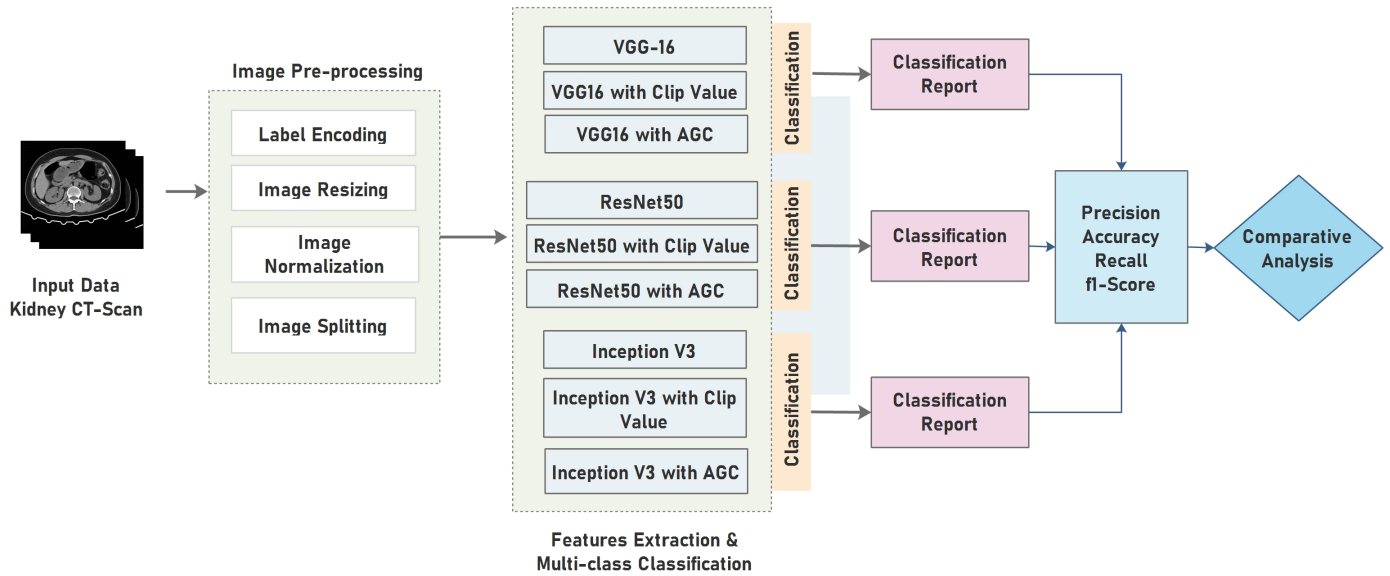 Input Data
Kidney CT-Scan
Image Pre-processing
Label Encoding
Image Resizing
Image
Normalization
Image Splitting
VGG-16
VGG16 with Clip Value
VGG16 with AGC
Classification
ResNet50
ResNet50 with Clip Value
ResNet50 with AGC
Classification
Inception V3
Inception V3 with Clip
Value
Inception V3 with AGC
Classification
Features Extraction &
Multi-class Classification
Classification
Report
Classification
Report
Classification
Report
Precision
Accuracy
Recall
f1-Score
Comparative
Analysis